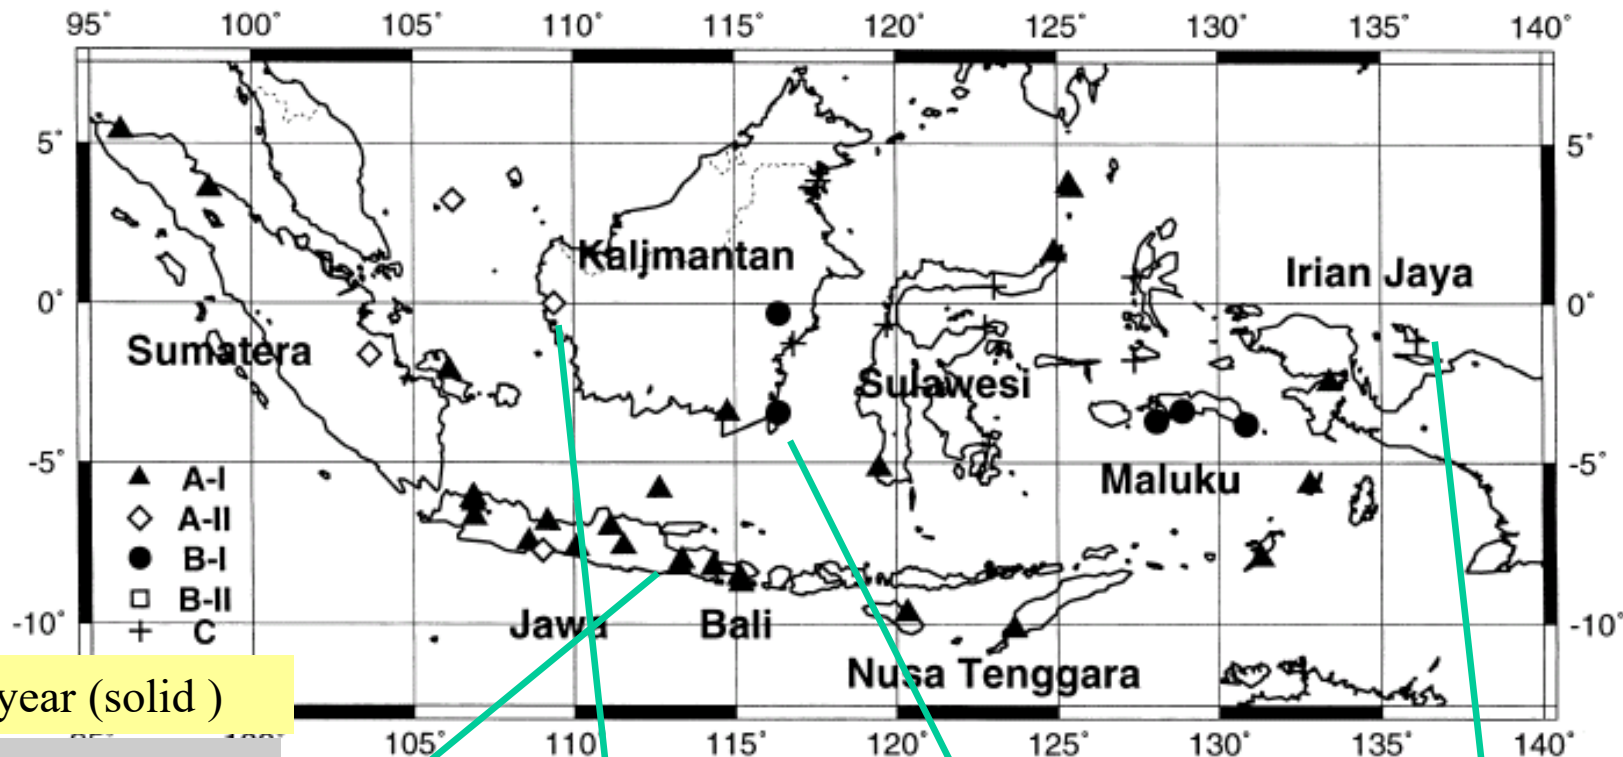 95° 100° 105° 110° 115° 120° 125° 130° 135° 140°
5° 5°
Kalimantan
Irian Jaya
0° 0°
Sumatera
Sulawesi
-5° -5°
Maluku
A-I
A-II
B-I
B-II
C
-10° -10°
Jawa Bali
Nusa Tenggara
year (solid )
105° 110° 115° 120° 125° 130° 135° 140°